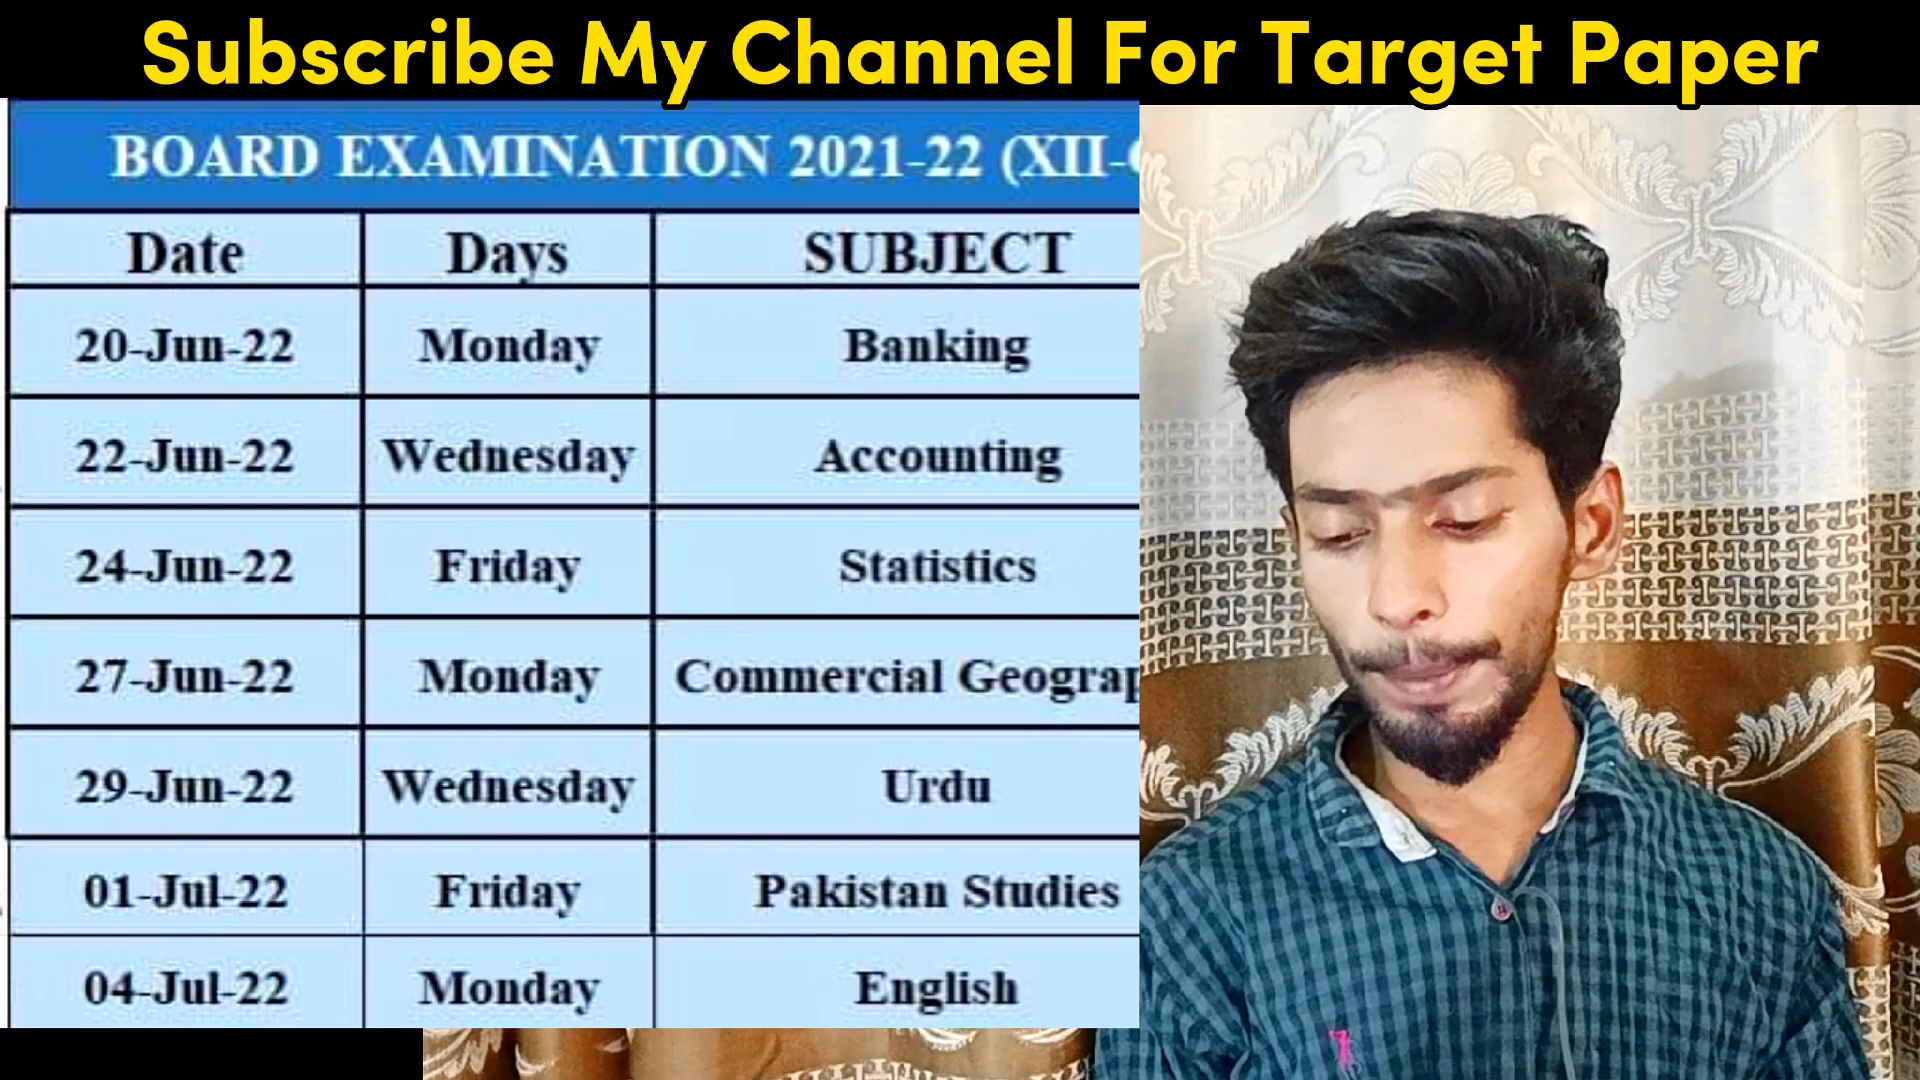 Subscribe My Channel For Target Paper
BOARD EXAMINATION 2021-22 (XII-
Date Days SUBJECT
20-Jun-22 Monday Banking
22-Jun-22 Wednesday Accounting
24-Jun-22 Friday Statistics
27-Jun-22 Monday Commercial Geograp
29-Jun-22 Wednesday Urdu
01-Jul-22 Friday Pakistan Studies
04-Jul-22 Monday English